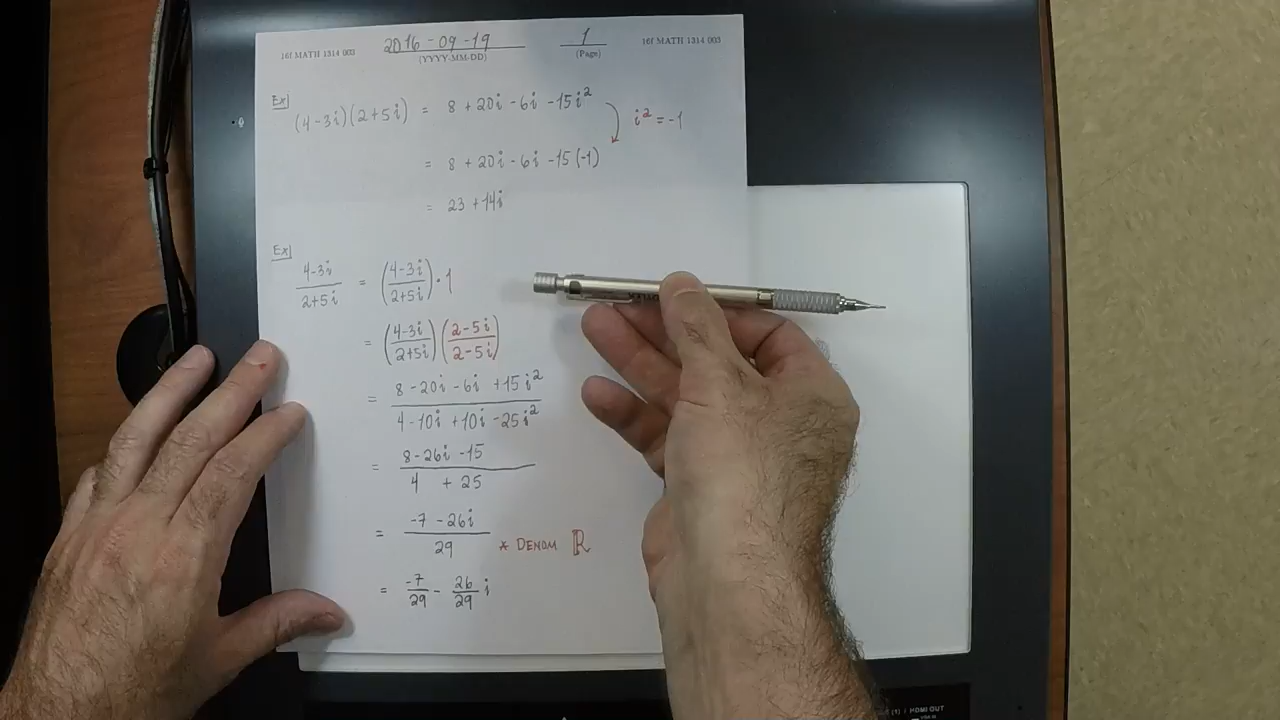 16f MATH 1314 003 2016-09-19 1 16f MATH 1314 003
(YYYY-MM-DD) (Page)
Ex]
(4-3i)(2+5i) = 8 + 20i - 6i - 15i² i² = -1
= 8 + 20i - 6i - 15(-1)
= 23 + 14i
Ex]
4-3i/2+5i = (4-3i/2+5i) · 1
= (4-3i/2+5i)(2-5i/2-5i)
= 8 - 20i - 6i + 15i²/4 - 10i + 10i - 25i²
= 8 - 26i - 15/4 + 25
= -7 - 26i/29 * DENOM ℝ
= -7/29 - 26/29 i
HDMI OUT